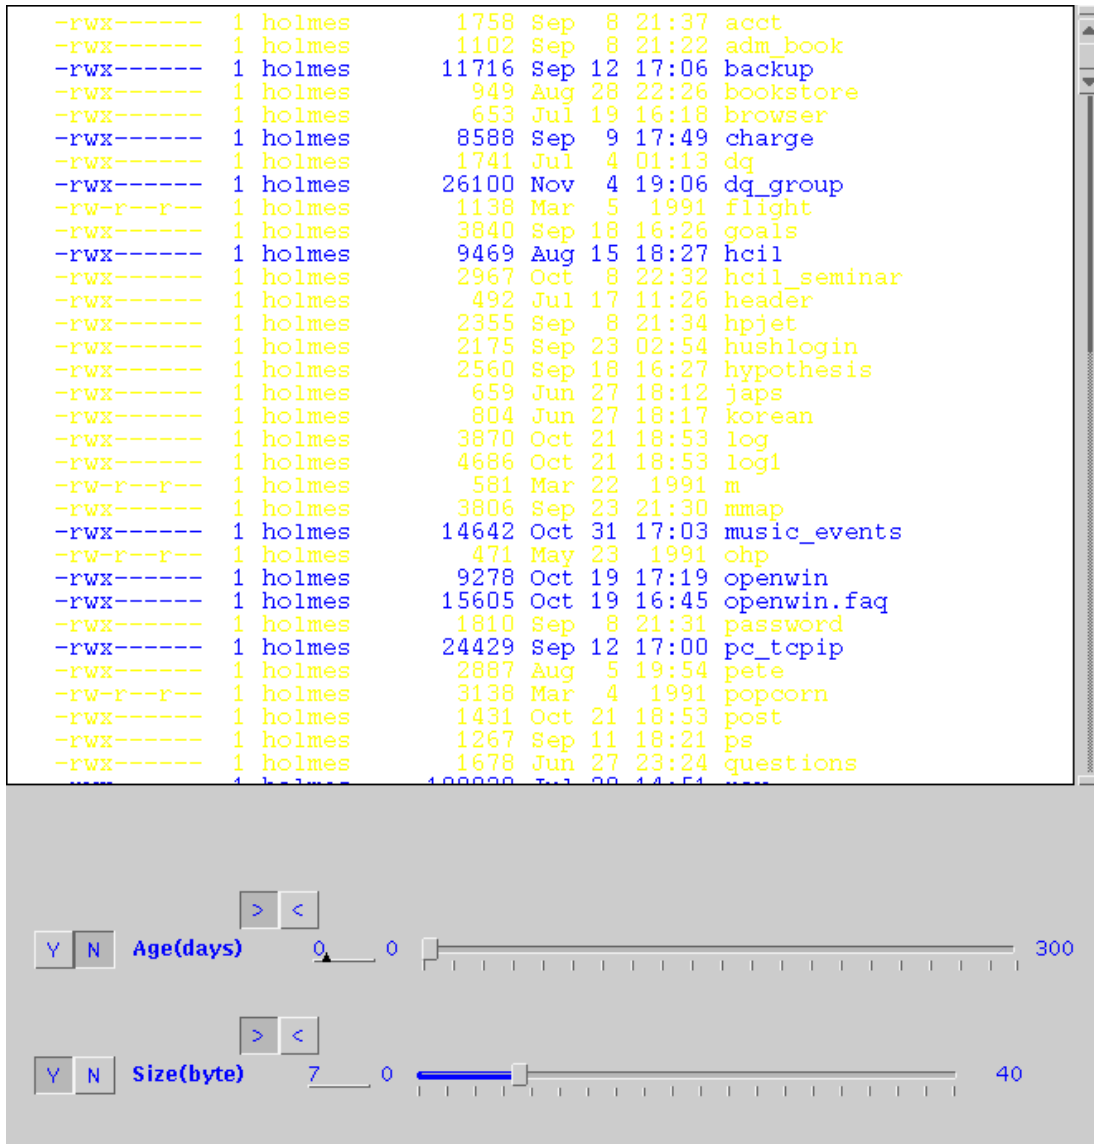 -rwx------ 1 holmes 1758 Sep 8 21:37 acct
-rwx------ 1 holmes 1102 Sep 8 21:22 adm_book
-rwx------ 1 holmes 11716 Sep 12 17:06 backup
-rwx------ 1 holmes 949 Aug 28 22:26 bookstore
-rwx------ 1 holmes 653 Jul 19 16:18 browser
-rwx------ 1 holmes 8588 Sep 9 17:49 charge
-rwx------ 1 holmes 1741 Jul 4 01:13 dq
-rwx------ 1 holmes 26100 Nov 4 19:06 dq_group
-rw-r--r-- 1 holmes 1138 Mar 5 1991 flight
-rwx------ 1 holmes 3840 Sep 18 16:26 goals
-rwx------ 1 holmes 9469 Aug 15 18:27 hcil
-rwx------ 1 holmes 2967 Oct 8 22:32 hcil_seminar
-rwx------ 1 holmes 492 Jul 17 11:26 header
-rwx------ 1 holmes 2355 Sep 8 21:34 hpjet
-rwx------ 1 holmes 2175 Sep 23 02:54 hushlogin
-rwx------ 1 holmes 2560 Sep 18 16:27 hypothesis
-rwx------ 1 holmes 659 Jun 27 18:12 japs
-rwx------ 1 holmes 804 Jun 27 18:17 korean
-rwx------ 1 holmes 3870 Oct 21 18:53 log
-rwx------ 1 holmes 4686 Oct 21 18:53 log1
-rw-r--r-- 1 holmes 581 Mar 22 1991 m
-rwx------ 1 holmes 3806 Sep 23 21:30 mmap
-rwx------ 1 holmes 14642 Oct 31 17:03 music_events
-rw-r--r-- 1 holmes 471 May 23 1991 ohp
-rwx------ 1 holmes 9278 Oct 19 17:19 openwin
-rwx------ 1 holmes 15605 Oct 19 16:45 openwin.faq
-rwx------ 1 holmes 1810 Sep 8 21:31 password
-rwx------ 1 holmes 24429 Sep 12 17:00 pc_tcpip
-rwx------ 1 holmes 2887 Aug 5 19:54 pete
-rw-r--r-- 1 holmes 3138 Mar 4 1991 popcorn
-rwx------ 1 holmes 1431 Oct 21 18:53 post
-rwx------ 1 holmes 1267 Sep 11 18:21 ps
-rwx------ 1 holmes 1678 Jun 27 23:24 questions
-rwx------ 1 holmes
> <
Y N Age(days) 0 0 300
> <
Y N Size(byte) 7 0 40